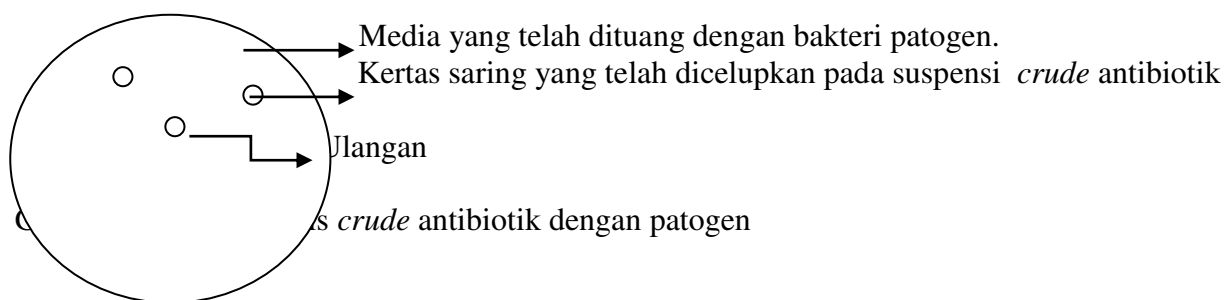 Media yang telah dituang dengan bakteri patogen.
Kertas saring yang telah dicelupkan pada suspensi crude antibiotik
Ulangan
crude antibiotik dengan patogen